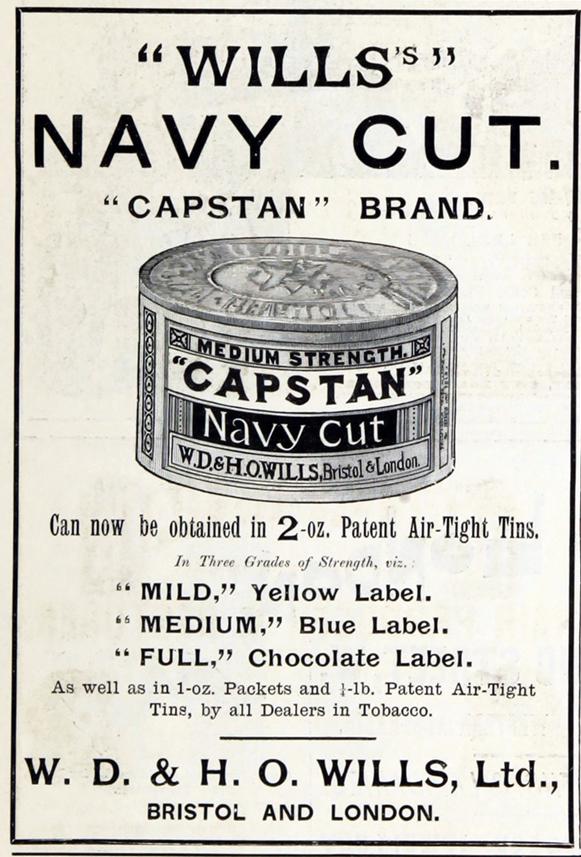 "WILLS'S"
NAVY CUT.
"CAPSTAN" BRAND.
MEDIUM STRENGTH.
"CAPSTAN"
Navy Cut
W.D.&H.O.WILLS, Bristol & London.
Can now be obtained in 2-oz. Patent Air-Tight Tins.
In Three Grades of Strength, viz. :
"MILD," Yellow Label.
"MEDIUM," Blue Label.
"FULL," Chocolate Label.
As well as in 1-oz. Packets and ¼-lb. Patent Air-Tight
Tins, by all Dealers in Tobacco.
W. D. & H. O. WILLS, Ltd.,
BRISTOL AND LONDON.